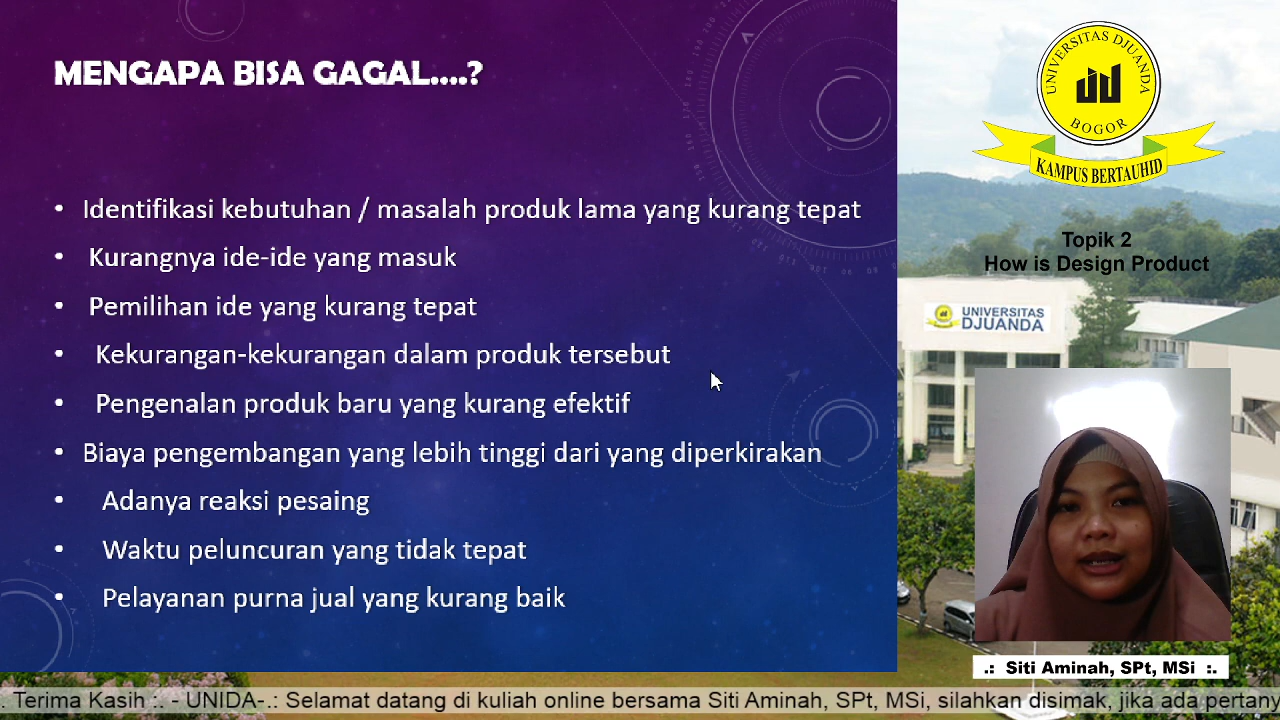 MENGAPA BISA GAGAL....?
• Identifikasi kebutuhan / masalah produk lama yang kurang tepat
• Kurangnya ide-ide yang masuk
• Pemilihan ide yang kurang tepat
• Kekurangan-kekurangan dalam produk tersebut
• Pengenalan produk baru yang kurang efektif
• Biaya pengembangan yang lebih tinggi dari yang diperkirakan
• Adanya reaksi pesaing
• Waktu peluncuran yang tidak tepat
• Pelayanan purna jual yang kurang baik
UNIVERSITAS DJUANDA
BOGOR
KAMPUS BERTAUHID
Topik 2
How is Design Product
UNIVERSITAS
DJUANDA
.: Siti Aminah, SPt, MSi :.
. Terima Kasih :. - UNIDA-.: Selamat datang di kuliah online bersama Siti Aminah, SPt, MSi, silahkan disimak, jika ada pertany